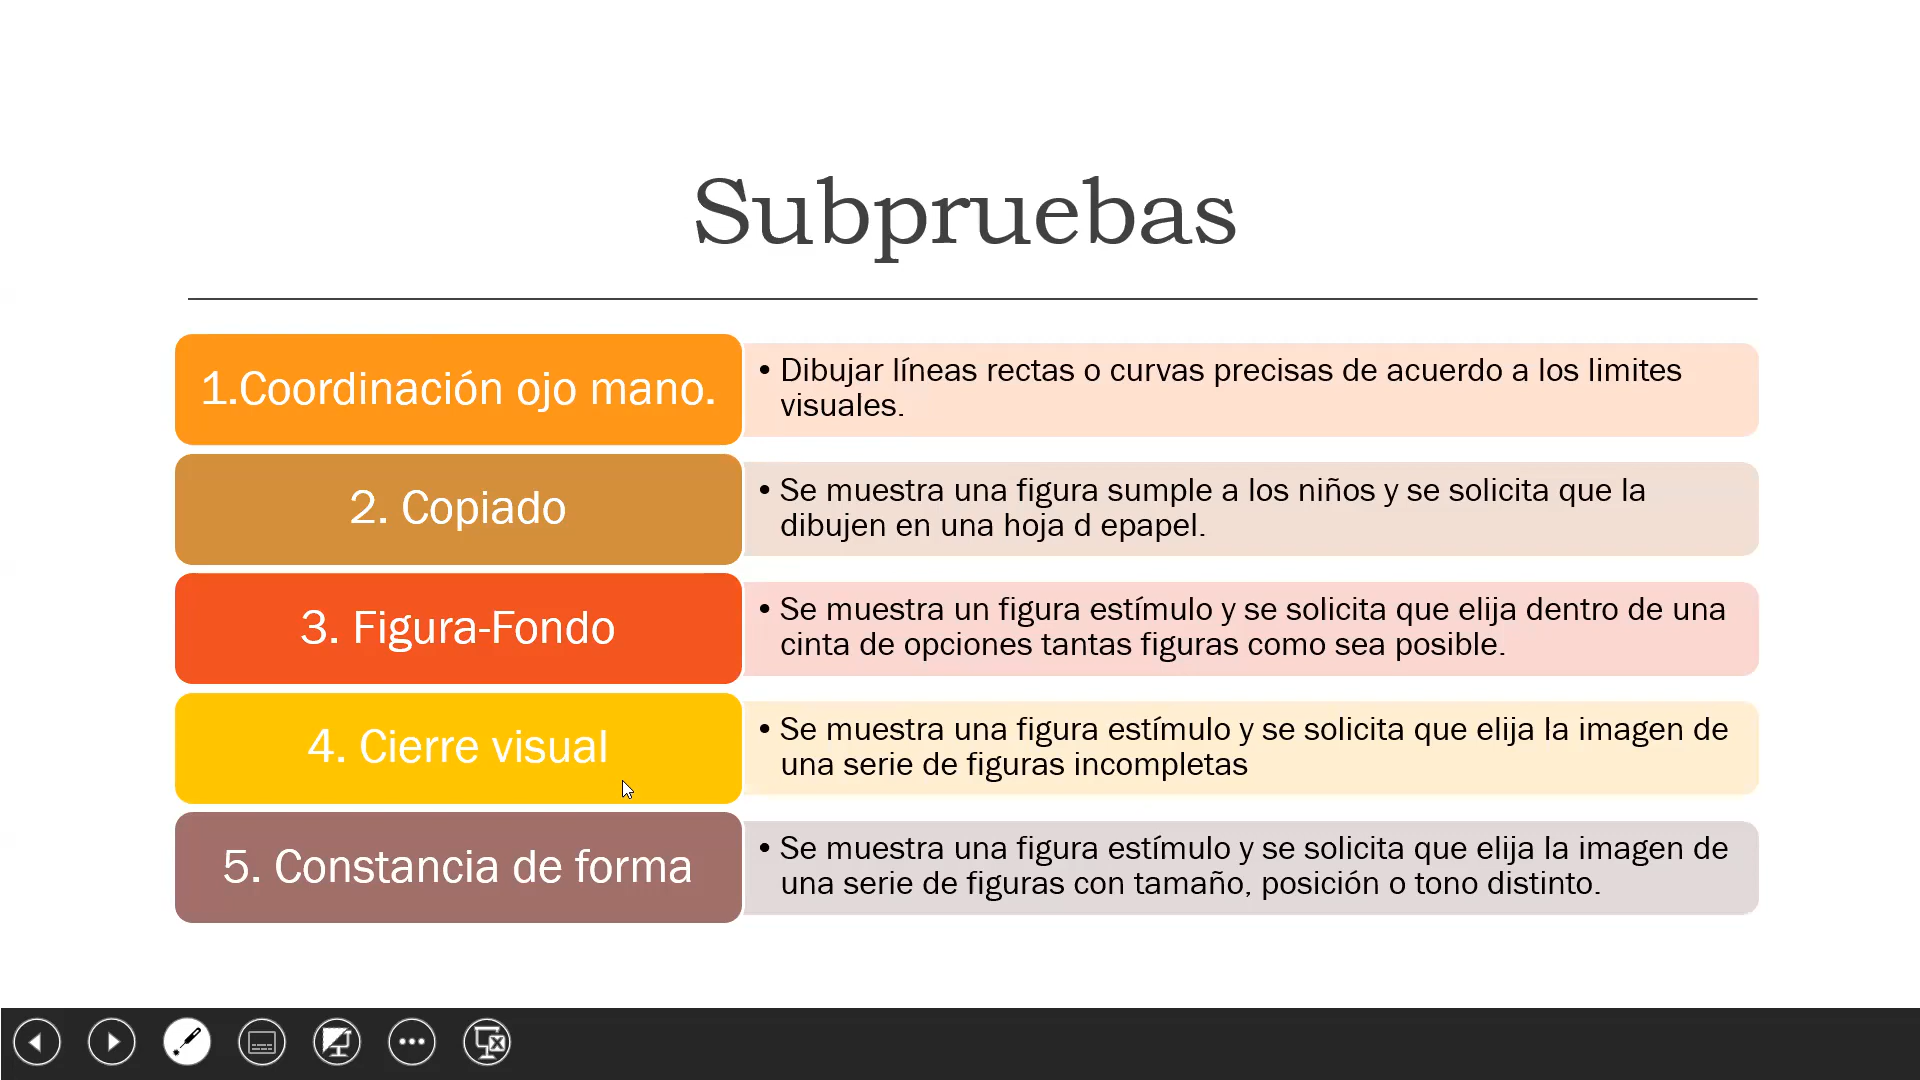 Subpruebas
1.Coordinación ojo mano.
• Dibujar líneas rectas o curvas precisas de acuerdo a los limites
visuales.
2. Copiado
• Se muestra una figura sumple a los niños y se solicita que la
dibujen en una hoja d epapel.
3. Figura-Fondo
• Se muestra un figura estímulo y se solicita que elija dentro de una
cinta de opciones tantas figuras como sea posible.
4. Cierre visual
• Se muestra una figura estímulo y se solicita que elija la imagen de
una serie de figuras incompletas
5. Constancia de forma
• Se muestra una figura estímulo y se solicita que elija la imagen de
una serie de figuras con tamaño, posición o tono distinto.